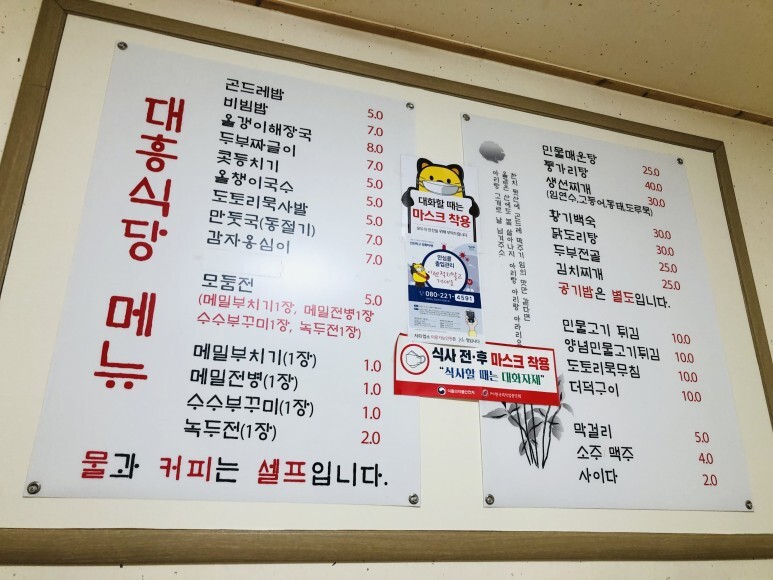 대흥식당 메뉴
곤드레밥
비빔밥 5.0
올갱이해장국 7.0
두부짜글이 8.0
콧등치기 5.0
올챙이국수 5.0
도토리묵사발 5.0
만둣국(동절기) 7.0
감자옹심이 7.0
모둠전 5.0
(메밀부치기1장, 메밀전병1장
수수부꾸미1장, 녹두전1장)
메밀부치기(1장) 1.0
메밀전병(1장) 1.0
수수부꾸미(1장) 1.0
녹두전(1장) 2.0
물과 커피는 셀프입니다.
대화할 때는
마스크 착용
안심콜
출입관리
080-221-4591
식사 전·후 마스크 착용
"식사할 때는 대화자제"
민물매운탕
통가리탕 25.0
생선찌개 40.0
(임연수,고등어,동태,도루묵) 30.0
황기백숙
닭도리탕 30.0
두부전골 30.0
김치찌개 25.0
공기밥은 별도입니다. 25.0
민물고기 튀김 10.0
양념민물고기튀김 10.0
도토리묵무침 10.0
더덕구이 10.0
막걸리 5.0
소주 맥주 4.0
사이다 2.0